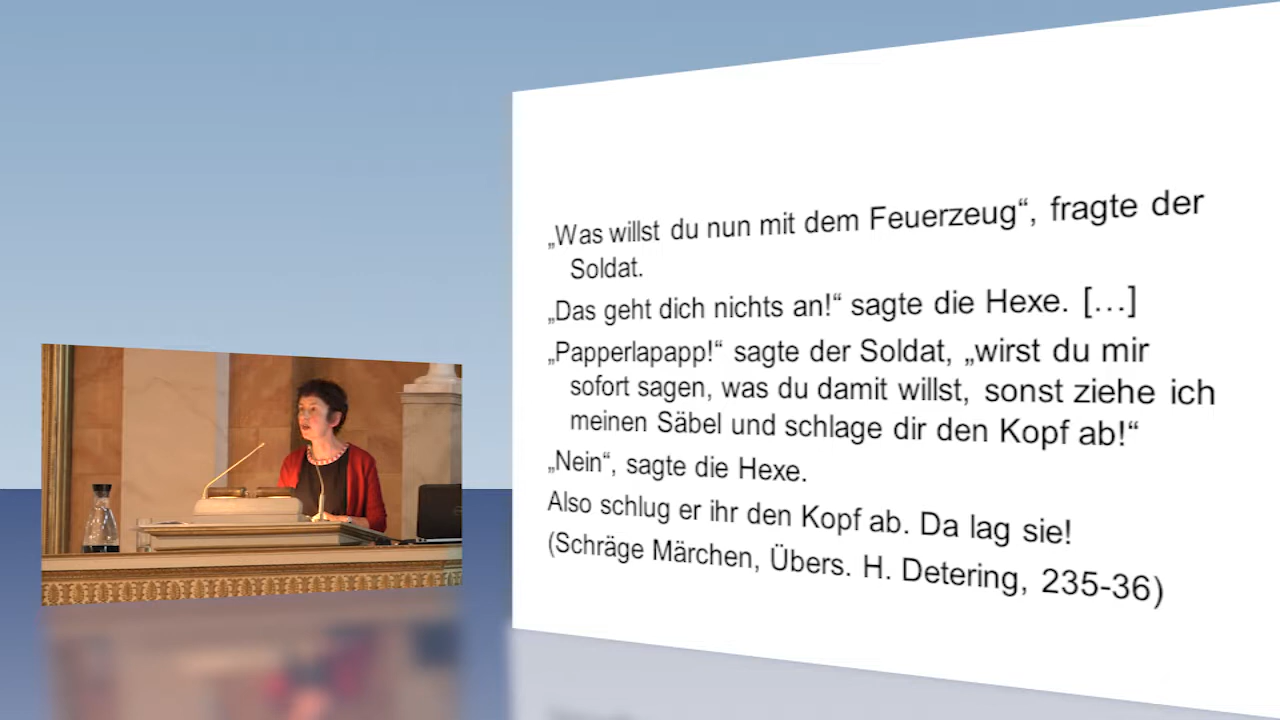 „Was willst du nun mit dem Feuerzeug“, fragte der
Soldat.
„Das geht dich nichts an!“ sagte die Hexe. […]
„Papperlapapp!“ sagte der Soldat, „wirst du mir
sofort sagen, was du damit willst, sonst ziehe ich
meinen Säbel und schlage dir den Kopf ab!“
„Nein“, sagte die Hexe.
Also schlug er ihr den Kopf ab. Da lag sie!
(Schräge Märchen, Übers. H. Detering, 235-36)